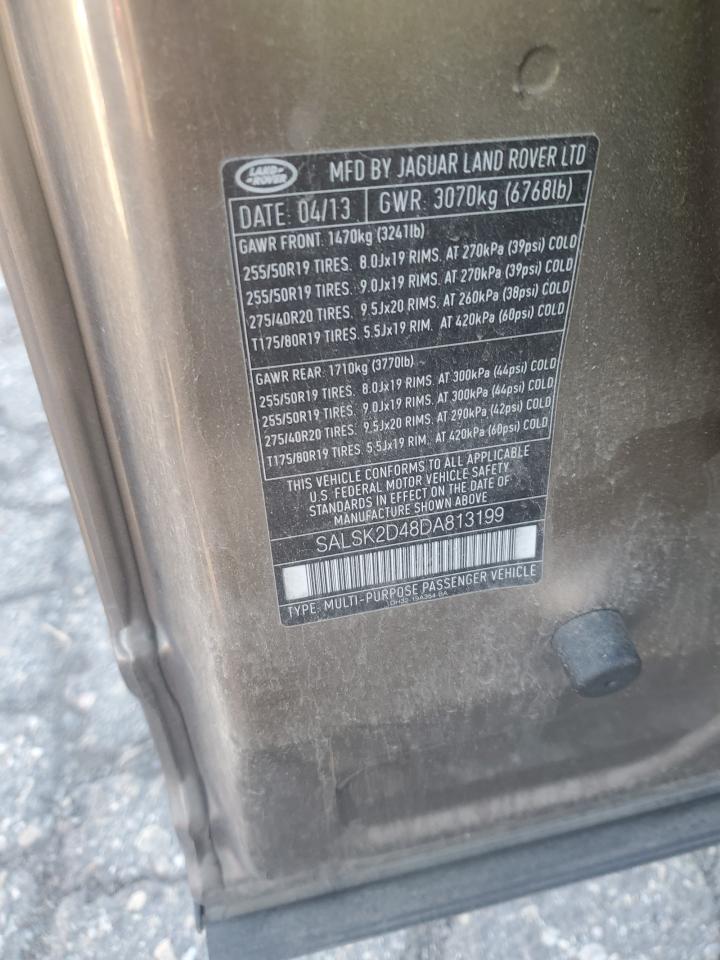 LAND-
ROVER
MFD BY JAGUAR LAND ROVER LTD
DATE: 04/13 GWR: 3070kg (6768lb)
GAWR FRONT. 1470kg (3241lb)
255/50R19 TIRES. 8.0Jx19 RIMS. AT 270kPa (39psi) COLD
255/50R19 TIRES. 9.0Jx19 RIMS. AT 270kPa (39psi) COLD
275/40R20 TIRES. 9.5Jx20 RIMS. AT 260kPa (38psi) COLD
T175/80R19 TIRES. 5.5Jx19 RIM. AT 420kPa (60psi) COLD
GAWR REAR: 1710kg (3770lb)
255/50R19 TIRES. 8.0Jx19 RIMS. AT 300kPa (44psi) COLD
255/50R19 TIRES. 9.0Jx19 RIMS. AT 300kPa (44psi) COLD
275/40R20 TIRES. 9.5Jx20 RIMS. AT 290kPa (42psi) COLD
T175/80R19 TIRES. 5.5Jx19 RIM. AT 420kPa (60psi) COLD
THIS VEHICLE CONFORMS TO ALL APPLICABLE
U.S. FEDERAL MOTOR VEHICLE SAFETY
STANDARDS IN EFFECT ON THE DATE OF
MANUFACTURE SHOWN ABOVE
SALSK2D48DA813199
TYPE: MULTI-PURPOSE PASSENGER VEHICLE